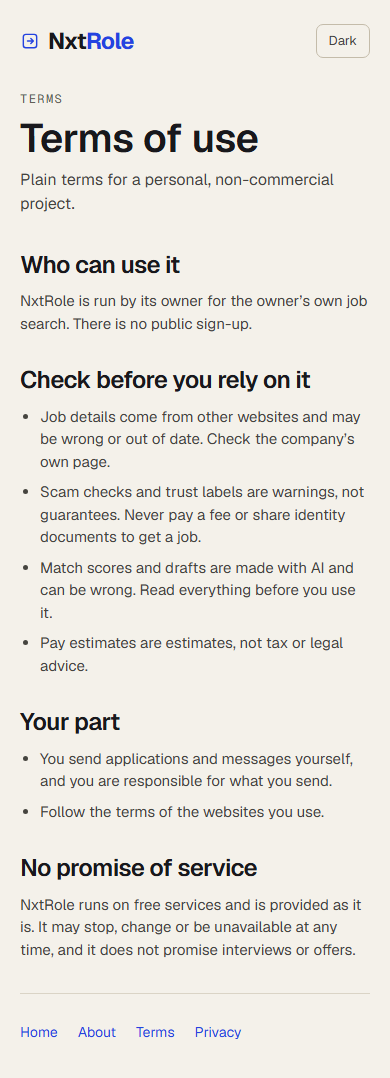 NxtRole
Dark
TERMS
Terms of use
Plain terms for a personal, non-commercial
project.
Who can use it
NxtRole is run by its owner for the owner’s own job
search. There is no public sign-up.
Check before you rely on it
• Job details come from other websites and may
be wrong or out of date. Check the company’s
own page.
• Scam checks and trust labels are warnings, not
guarantees. Never pay a fee or share identity
documents to get a job.
• Match scores and drafts are made with AI and
can be wrong. Read everything before you use
it.
• Pay estimates are estimates, not tax or legal
advice.
Your part
• You send applications and messages yourself,
and you are responsible for what you send.
• Follow the terms of the websites you use.
No promise of service
NxtRole runs on free services and is provided as it
is. It may stop, change or be unavailable at any
time, and it does not promise interviews or offers.
Home About Terms Privacy